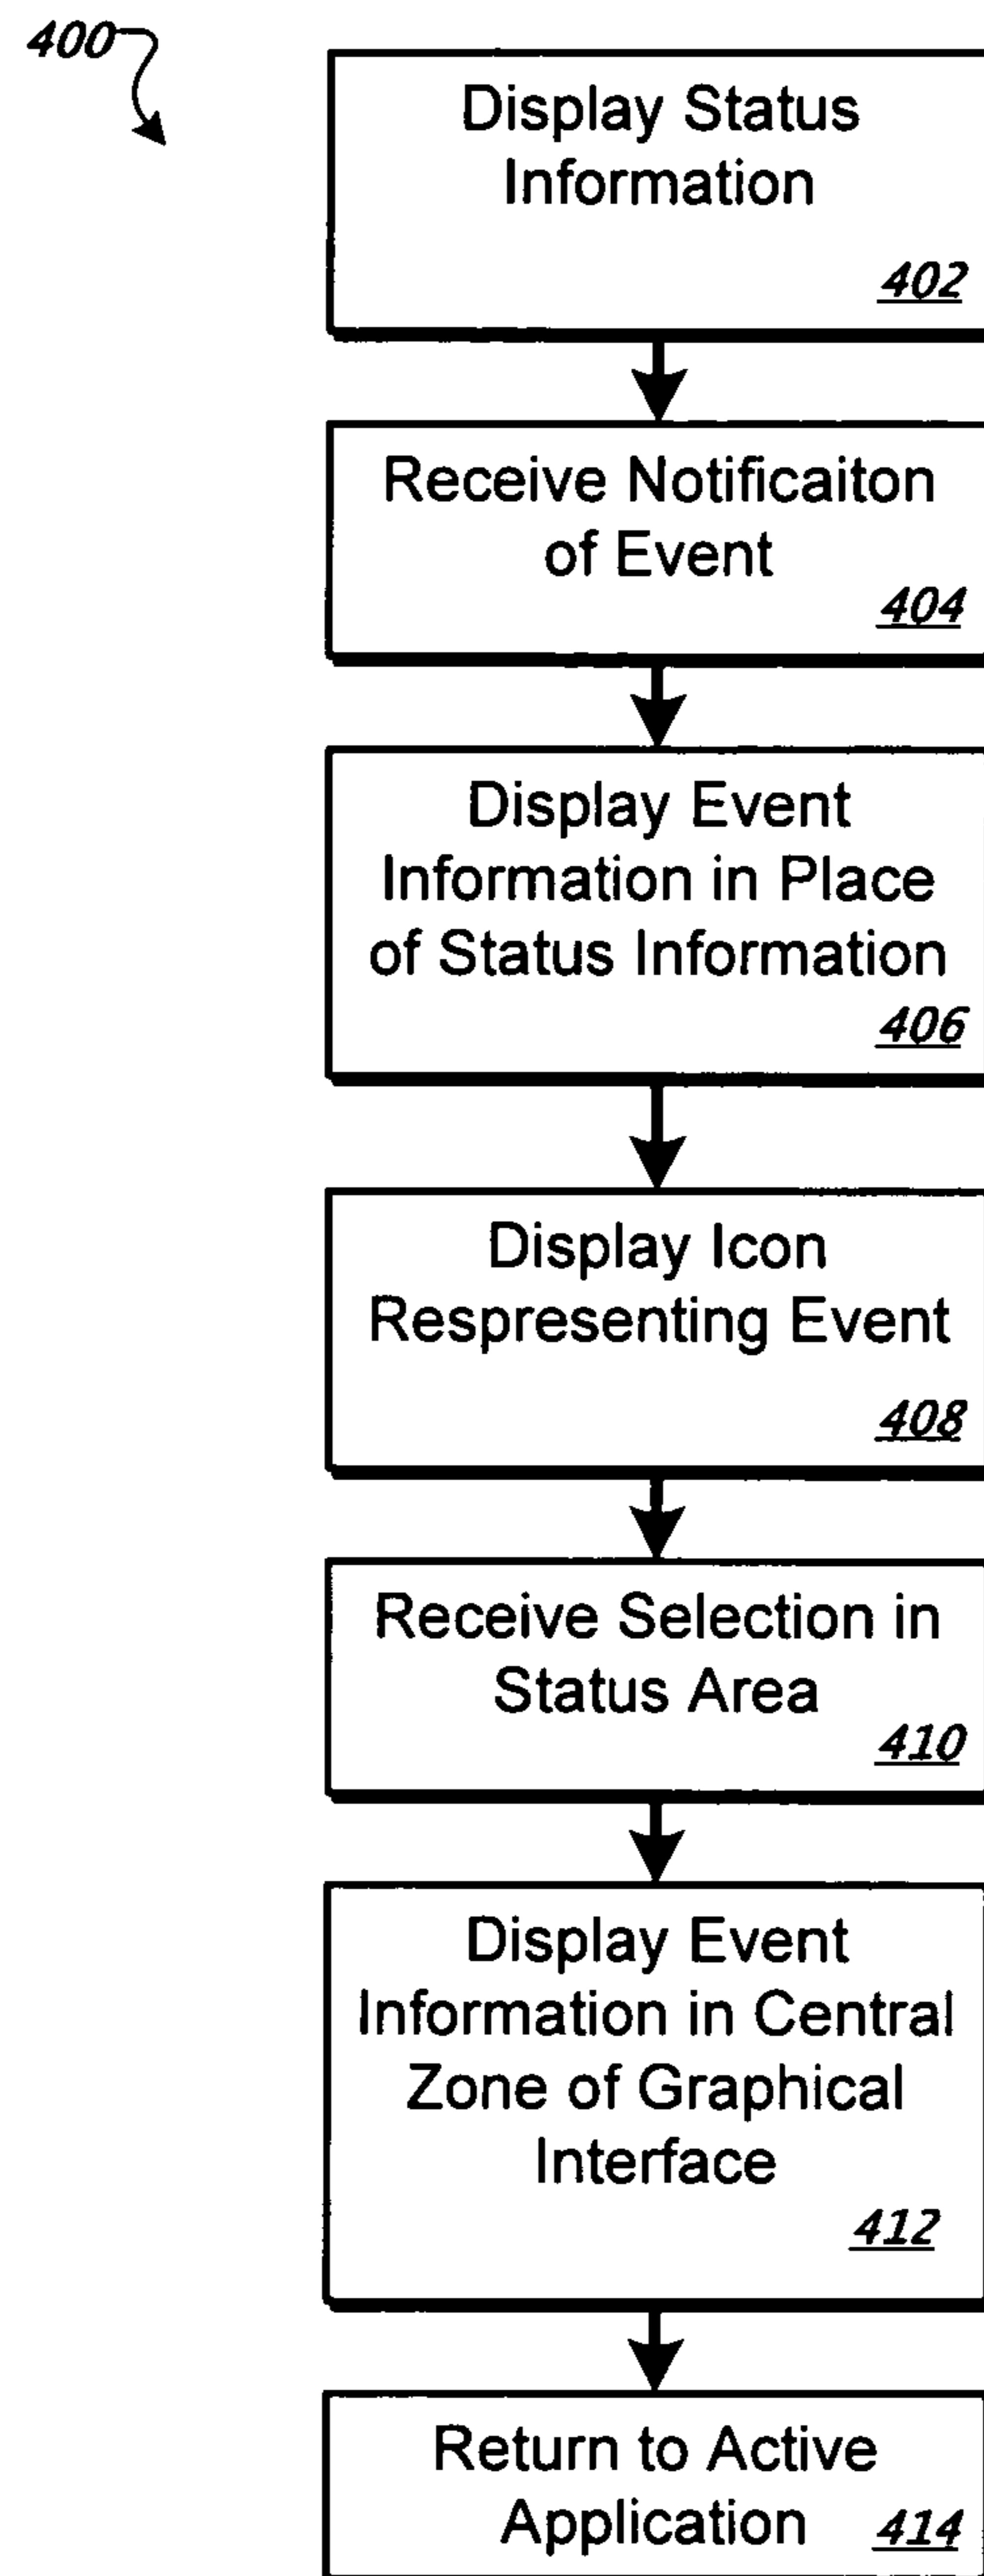 400
Display Status
Information
402
Receive Notificaiton
of Event
404
Display Event
Information in Place
of Status Information
406
Display Icon
Respresenting Event
408
Receive Selection in
Status Area
410
Display Event
Information in Central
Zone of Graphical
Interface
412
Return to Active
Application 414